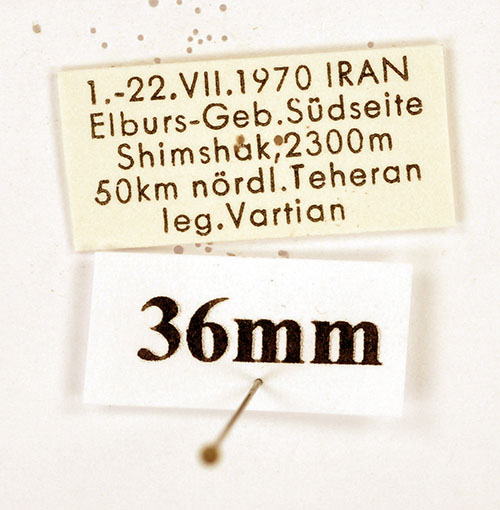 1.-22.VII.1970 IRAN
Elburs-Geb.Südseite
Shimshak,2300m
50km nördl.Teheran
leg.Vartian
36mm